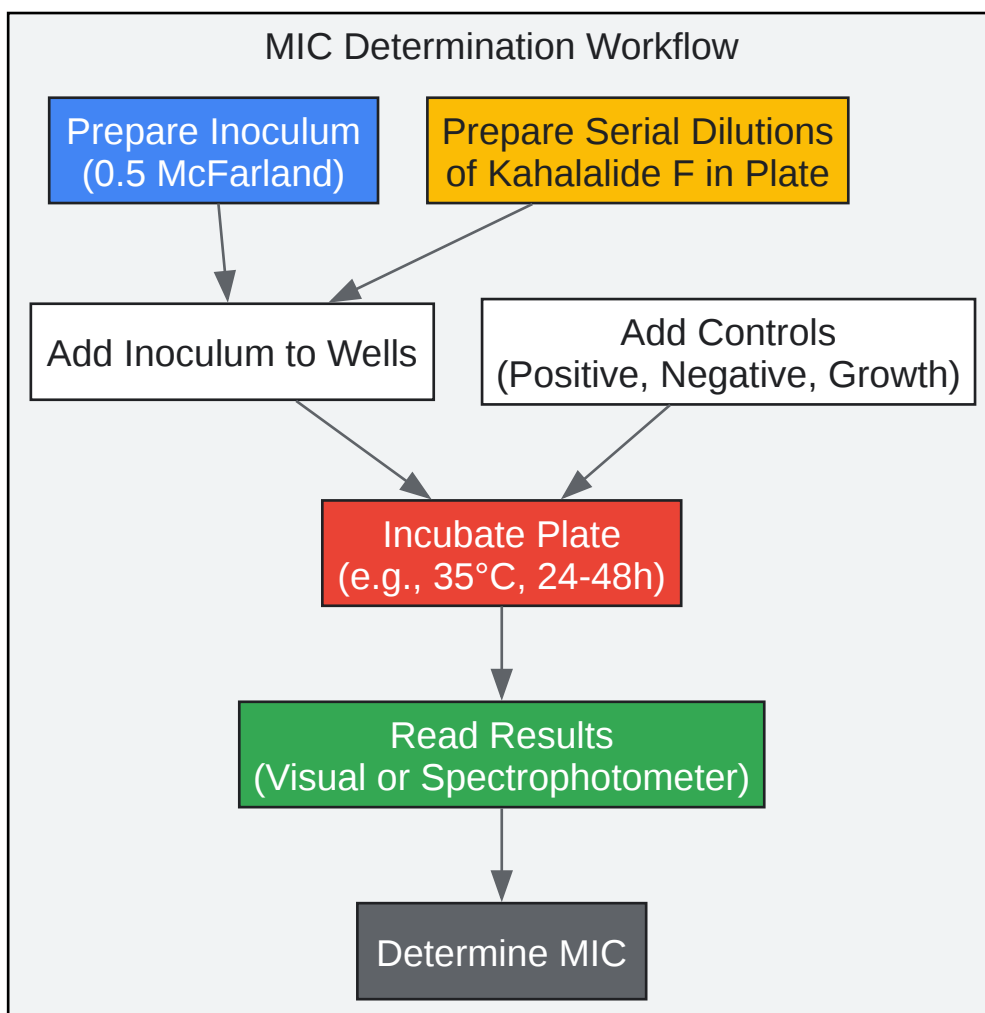 MIC Determination Workflow
Prepare Inoculum
(0.5 McFarland)
Prepare Serial Dilutions
of Kahalalide F in Plate
Add Inoculum to Wells
Add Controls
(Positive, Negative, Growth)
Incubate Plate
(e.g., 35°C, 24-48h)
Read Results
(Visual or Spectrophotometer)
Determine MIC